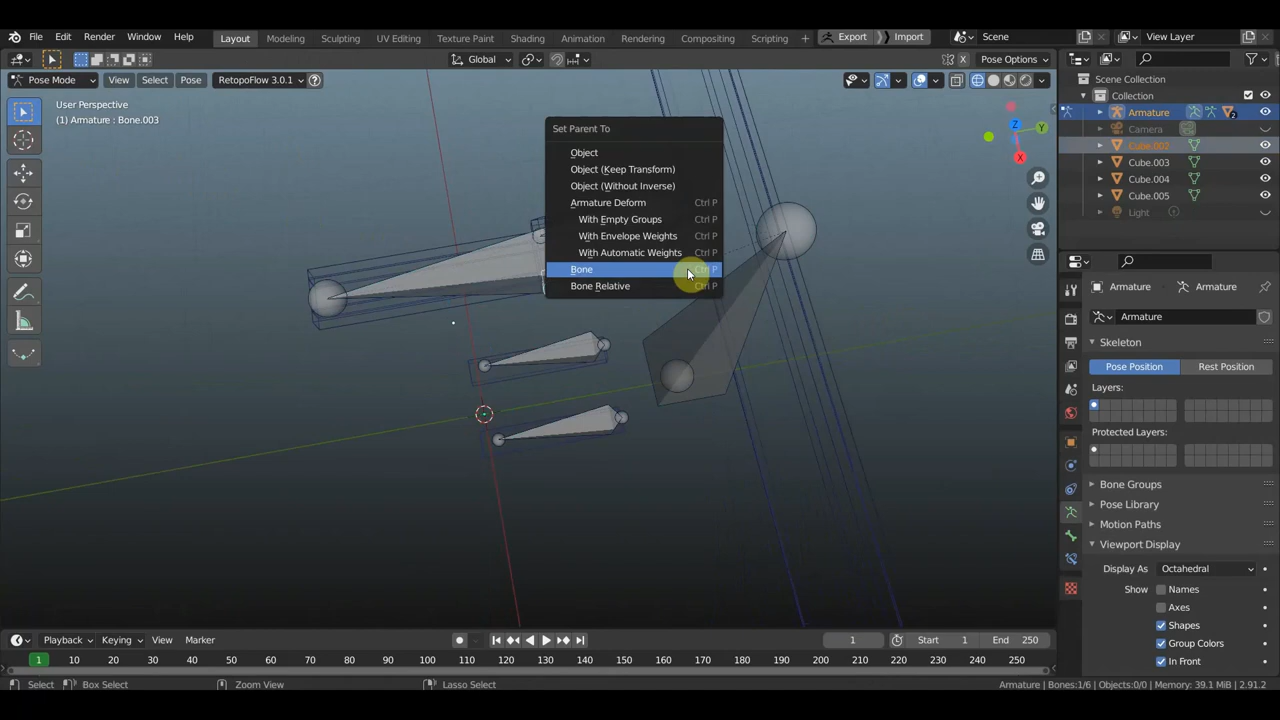 File Edit Render Window Help Layout Modeling Sculpting UV Editing Texture Paint Shading Animation Rendering Compositing Scripting + Export Import Scene View Layer
Global Pose Options
Pose Mode View Select Pose RetopoFlow 3.0.1
User Perspective
(1) Armature : Bone.003
Set Parent To
Object
Object (Keep Transform)
Object (Without Inverse)
Armature Deform Ctrl P
With Empty Groups Ctrl P
With Envelope Weights Ctrl P
With Automatic Weights Ctrl P
Bone Ctrl P
Bone Relative Ctrl P
Z
Y
X
Scene Collection
Collection
Armature 2
Camera
Cube.002
Cube.003
Cube.004
Cube.005
Light
Armature Armature
Armature
Skeleton
Pose Position Rest Position
Layers:
Protected Layers:
Bone Groups
Pose Library
Motion Paths
Viewport Display
Display As Octahedral
Show Names
Axes
Shapes
Group Colors
In Front
Playback Keying View Marker 1 Start 1 End 250
1 10 20 30 40 50 60 70 80 90 100 110 120 130 140 150 160 170 180 190 200 210 220 230 240 250
Select Box Select Zoom View Lasso Select Armature | Bones:1/6 | Objects:0/0 | Memory: 39.1 MiB | 2.91.2